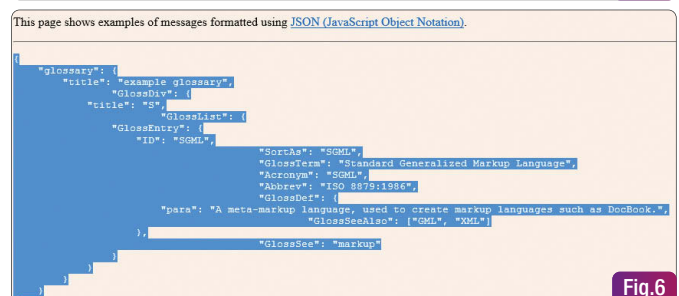 This page shows examples of messages formatted using JSON (JavaScript Object Notation).
{
"glossary": {
"title": "example glossary",
"GlossDiv": {
"title": "S",
"GlossList": {
"GlossEntry": {
"ID": "SGML",
"SortAs": "SGML",
"GlossTerm": "Standard Generalized Markup Language",
"Acronym": "SGML",
"Abbrev": "ISO 8879:1986",
"GlossDef": {
"para": "A meta-markup language, used to create markup languages such as DocBook.",
"GlossSeeAlso": ["GML", "XML"]
},
"GlossSee": "markup"
}
}
}
}
Fig.6